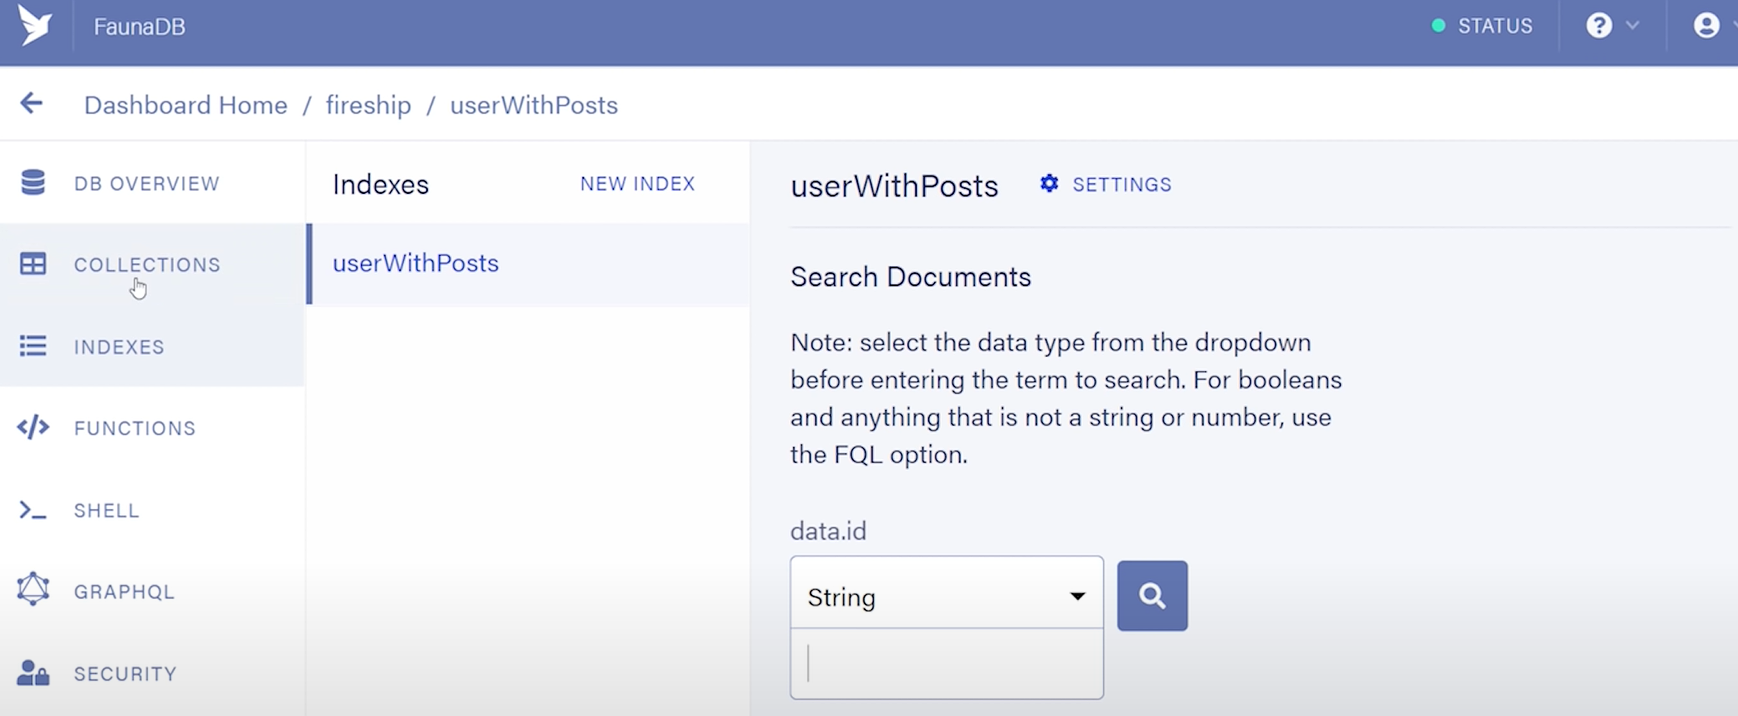 FaunaDB
STATUS
Dashboard Home / fireship / userWithPosts
DB OVERVIEW
COLLECTIONS
INDEXES
FUNCTIONS
SHELL
GRAPHQL
SECURITY
Indexes
NEW INDEX
userWithPosts
userWithPosts
SETTINGS
Search Documents
Note: select the data type from the dropdown
before entering the term to search. For booleans
and anything that is not a string or number, use
the FQL option.
data.id
String